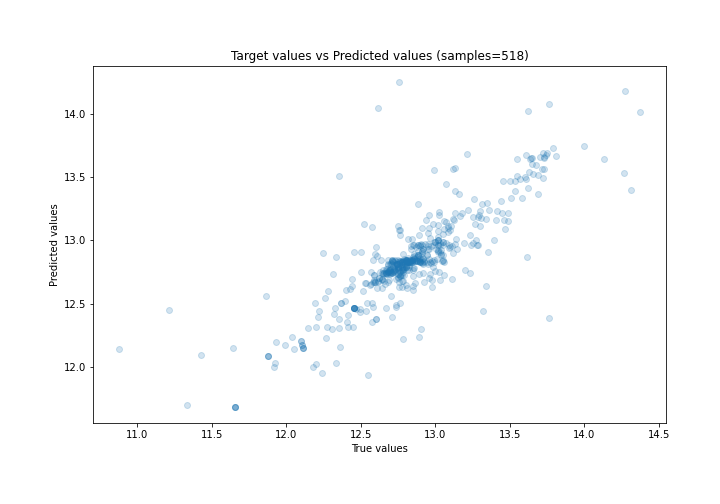 Target values vs Predicted values (samples=518)
14.0
13.5
13.0
12.5
12.0
Predicted values
11.0 11.5 12.0 12.5 13.0 13.5 14.0 14.5
True values